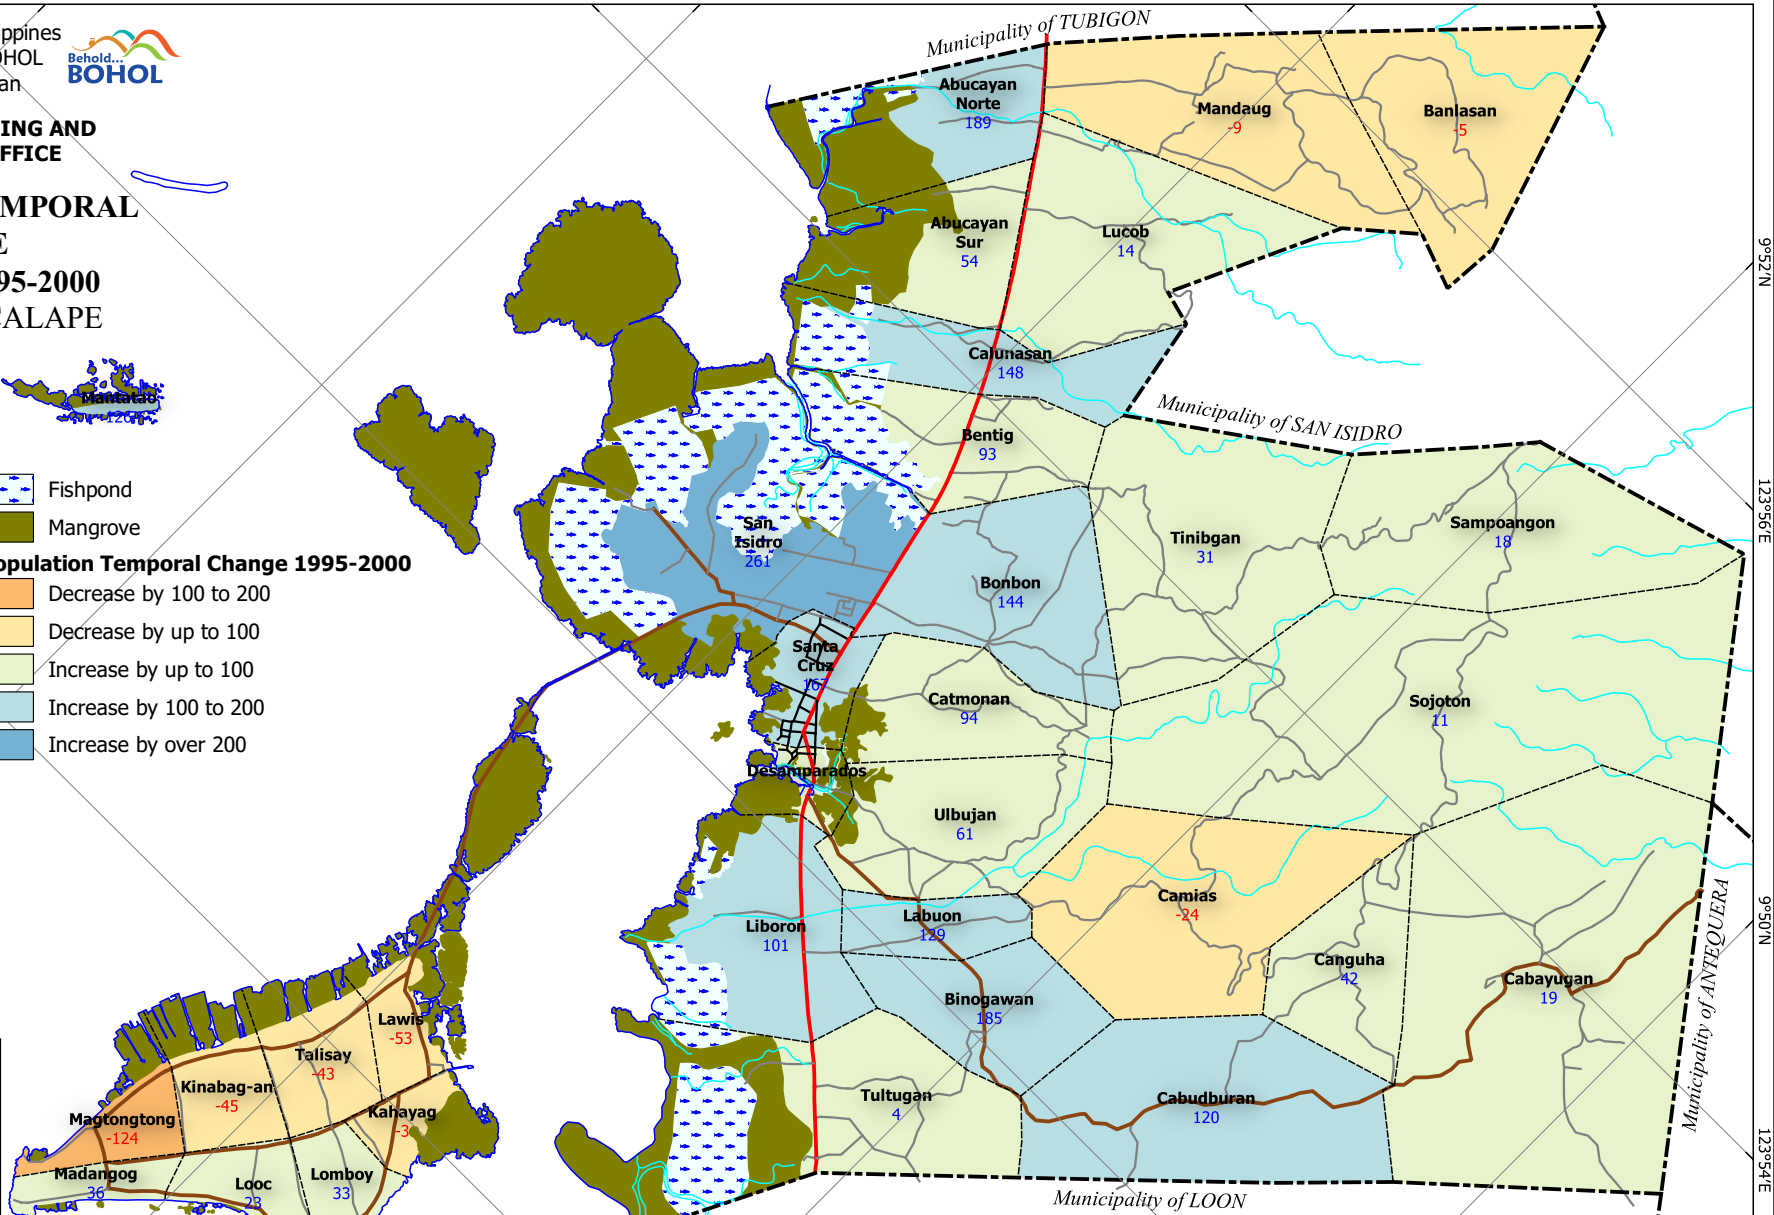 ppines
OHOL
an
Behold...
BOHOL
ING AND
FFICE
MPORAL
E
95-2000
CALAPE
Mantatao
126
Fishpond
Mangrove
opulation Temporal Change 1995-2000
Decrease by 100 to 200
Decrease by up to 100
Increase by up to 100
Increase by 100 to 200
Increase by over 200
Municipality of TUBIGON
Abucayan
Norte
189
Mandaug
-9
Banlasan
-5
Abucayan
Sur
54
Lucob
14
9°52'N
Calunasan
148
Municipality of SAN ISIDRO
Bentig
93
San
Isidro
261
Tinibgan
31
Sampoangon
18
123°56'E
Bonbon
144
Santa
Cruz
167
Catmonan
94
Sojoton
11
Desamparados
Ulbujan
61
Camias
-24
Liboron
101
Labuon
129
Canguha
42
Cabayugan
19
9°50'N
Municipality of ANTEQUERA
Binogawan
185
Lawis
-53
Talisay
-43
Kinabag-an
-45
Kahayag
-3
Magtongtong
-124
Tultugan
4
Cabudburan
120
123°54'E
Madangog
36
Looc
23
Lomboy
33
Municipality of LOON